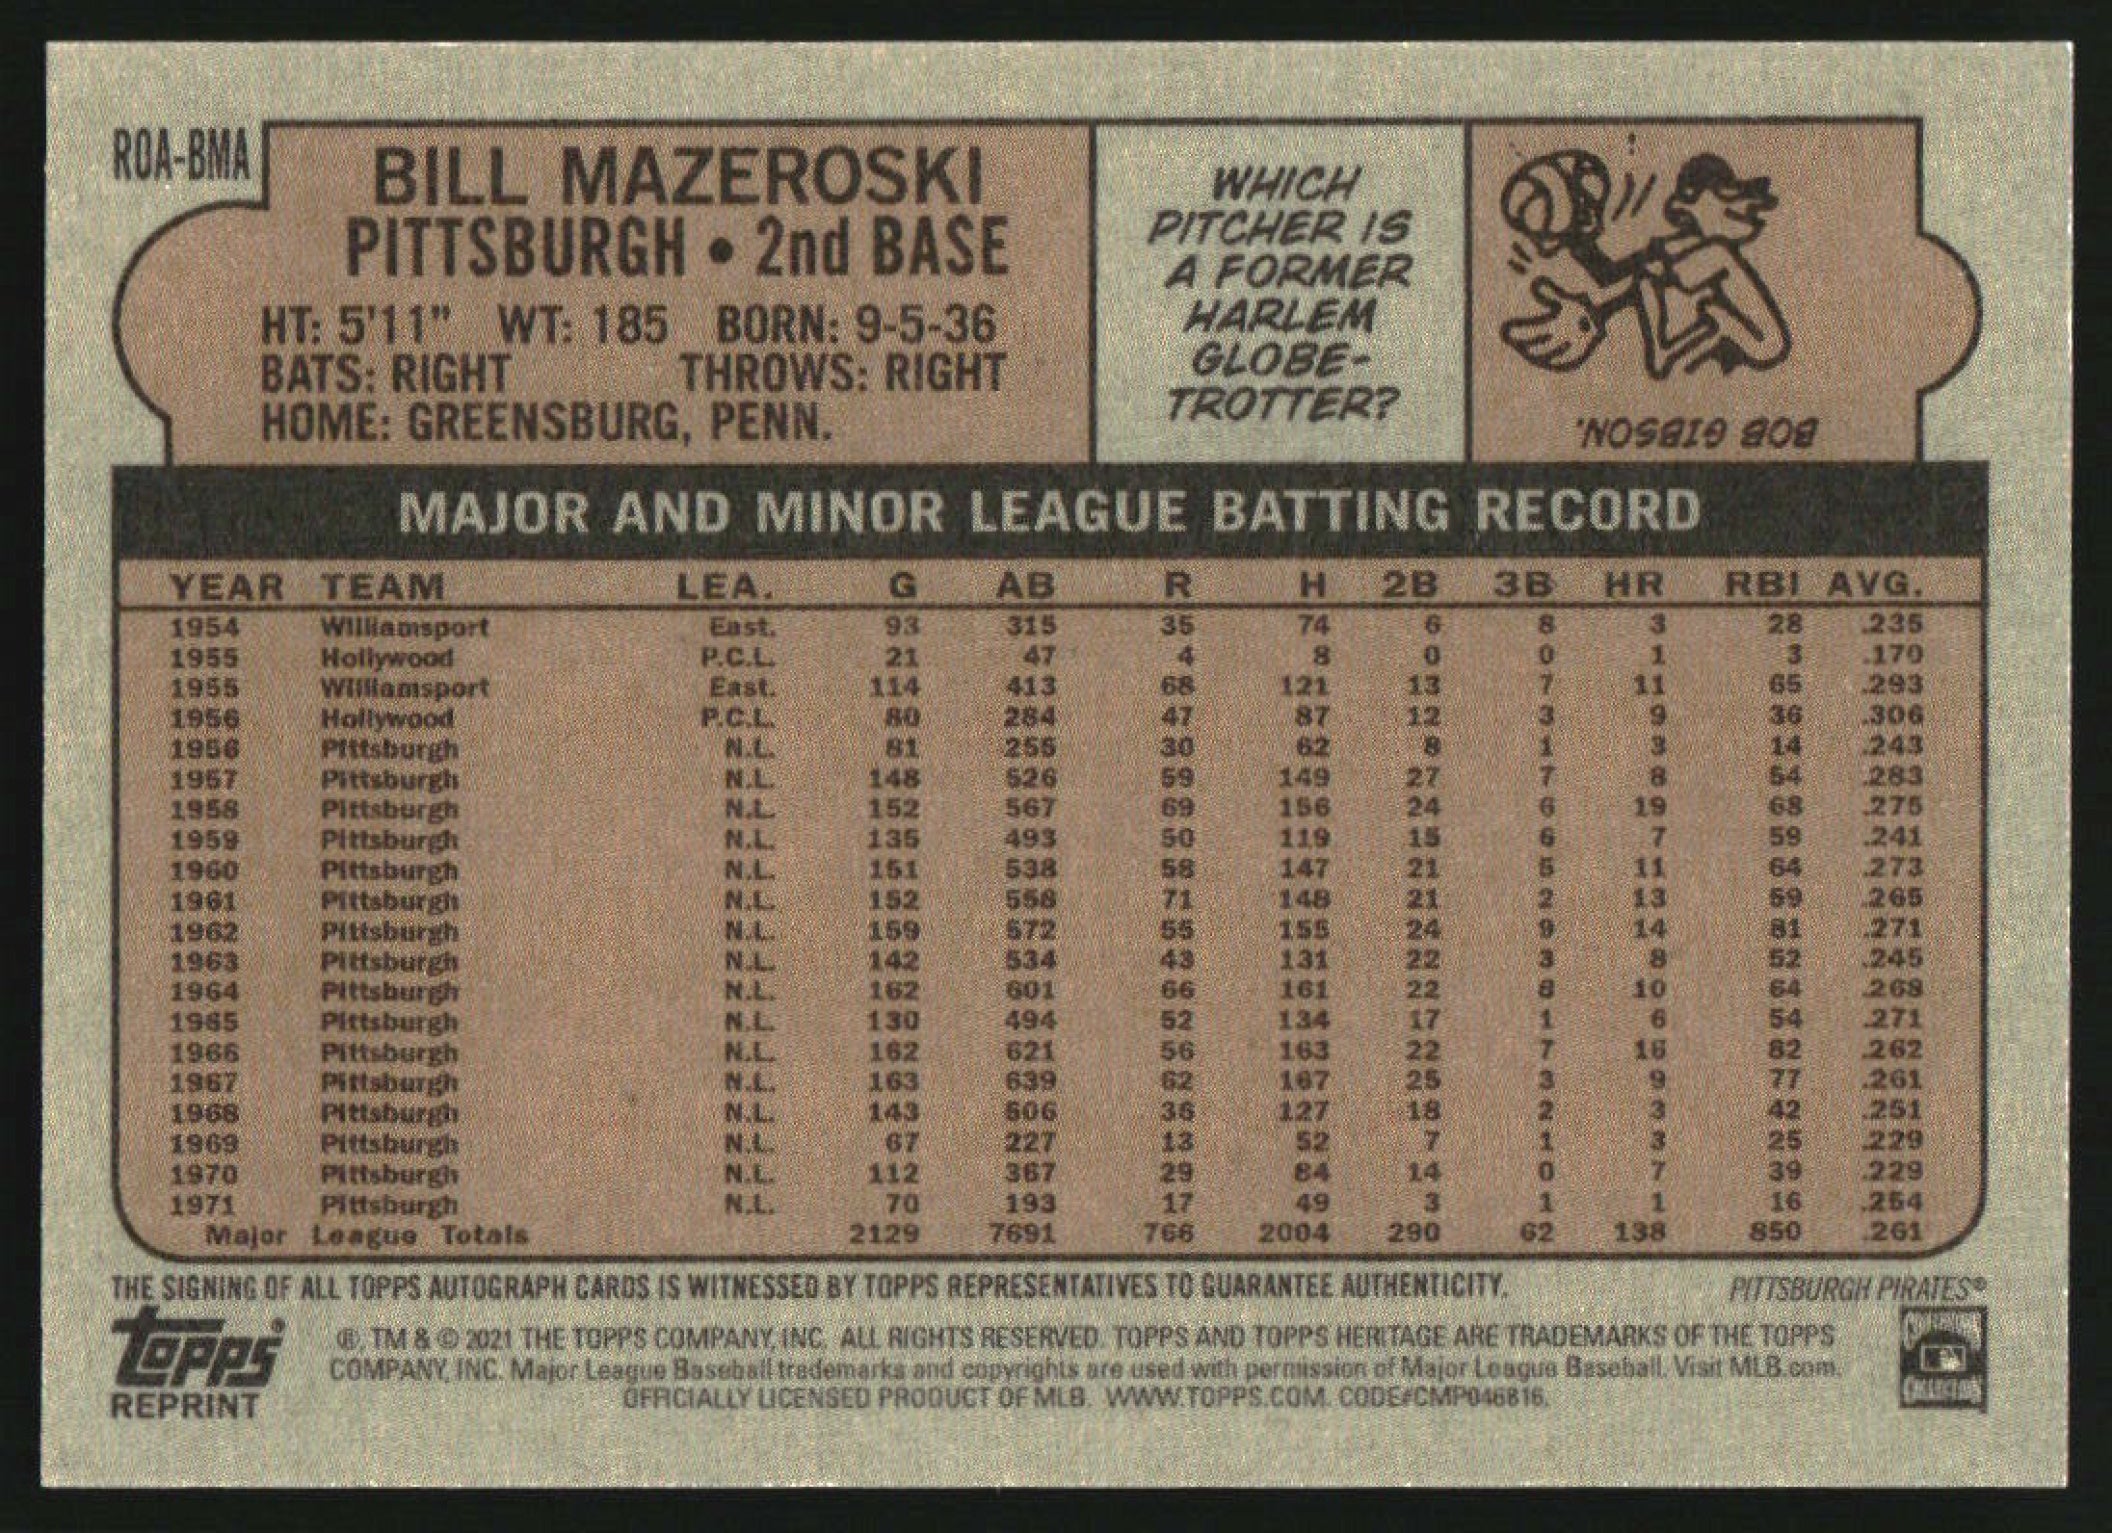 ROA-BMA
BILL MAZEROSKI
PITTSBURGH • 2nd BASE
HT: 5'11" WT: 185 BORN: 9-5-36
BATS: RIGHT THROWS: RIGHT
HOME: GREENSBURG, PENN.
WHICH
PITCHER IS
A FORMER
HARLEM
GLOBE-
TROTTER?
BOB GIBSON.
MAJOR AND MINOR LEAGUE BATTING RECORD
YEAR TEAM LEA. G AB R H 2B 3B HR RBI AVG.
1954 Williamsport East. 93 315 35 74 6 8 3 28 .235
1955 Hollywood P.C.L. 21 47 4 8 0 0 1 3 .170
1955 Williamsport East. 114 413 68 121 13 7 11 65 .293
1956 Hollywood P.C.L. 80 284 47 87 12 3 9 36 .306
1956 Pittsburgh N.L. 81 255 30 62 8 1 3 14 .243
1957 Pittsburgh N.L. 148 526 59 149 27 7 8 54 .283
1958 Pittsburgh N.L. 152 567 69 156 24 6 19 68 .275
1959 Pittsburgh N.L. 135 493 50 119 15 6 7 59 .241
1960 Pittsburgh N.L. 151 538 58 147 21 5 11 64 .273
1961 Pittsburgh N.L. 152 558 71 148 21 2 13 59 .265
1962 Pittsburgh N.L. 159 572 55 155 24 9 14 81 .271
1963 Pittsburgh N.L. 142 534 43 131 22 3 8 52 .245
1964 Pittsburgh N.L. 162 601 66 161 22 8 10 64 .268
1965 Pittsburgh N.L. 130 494 52 134 17 1 6 54 .271
1966 Pittsburgh N.L. 162 621 56 163 22 7 16 82 .262
1967 Pittsburgh N.L. 163 639 62 167 25 3 9 77 .261
1968 Pittsburgh N.L. 143 506 36 127 18 2 3 42 .251
1969 Pittsburgh N.L. 67 227 13 52 7 1 3 25 .229
1970 Pittsburgh N.L. 112 367 29 84 14 0 7 39 .229
1971 Pittsburgh N.L. 70 193 17 49 3 1 1 16 .254
Major League Totals 2129 7691 766 2004 290 62 138 850 .261
THE SIGNING OF ALL TOPPS AUTOGRAPH CARDS IS WITNESSED BY TOPPS REPRESENTATIVES TO GUARANTEE AUTHENTICITY. PITTSBURGH PIRATES®
topps®
REPRINT
®, TM & © 2021 THE TOPPS COMPANY, INC. ALL RIGHTS RESERVED. TOPPS AND TOPPS HERITAGE ARE TRADEMARKS OF THE TOPPS
COMPANY, INC. Major League Baseball trademarks and copyrights are used with permission of Major League Baseball. Visit MLB.com.
OFFICIALLY LICENSED PRODUCT OF MLB. WWW.TOPPS.COM. CODE#CMP046816.
COOPERSTOWN
COLLECTION